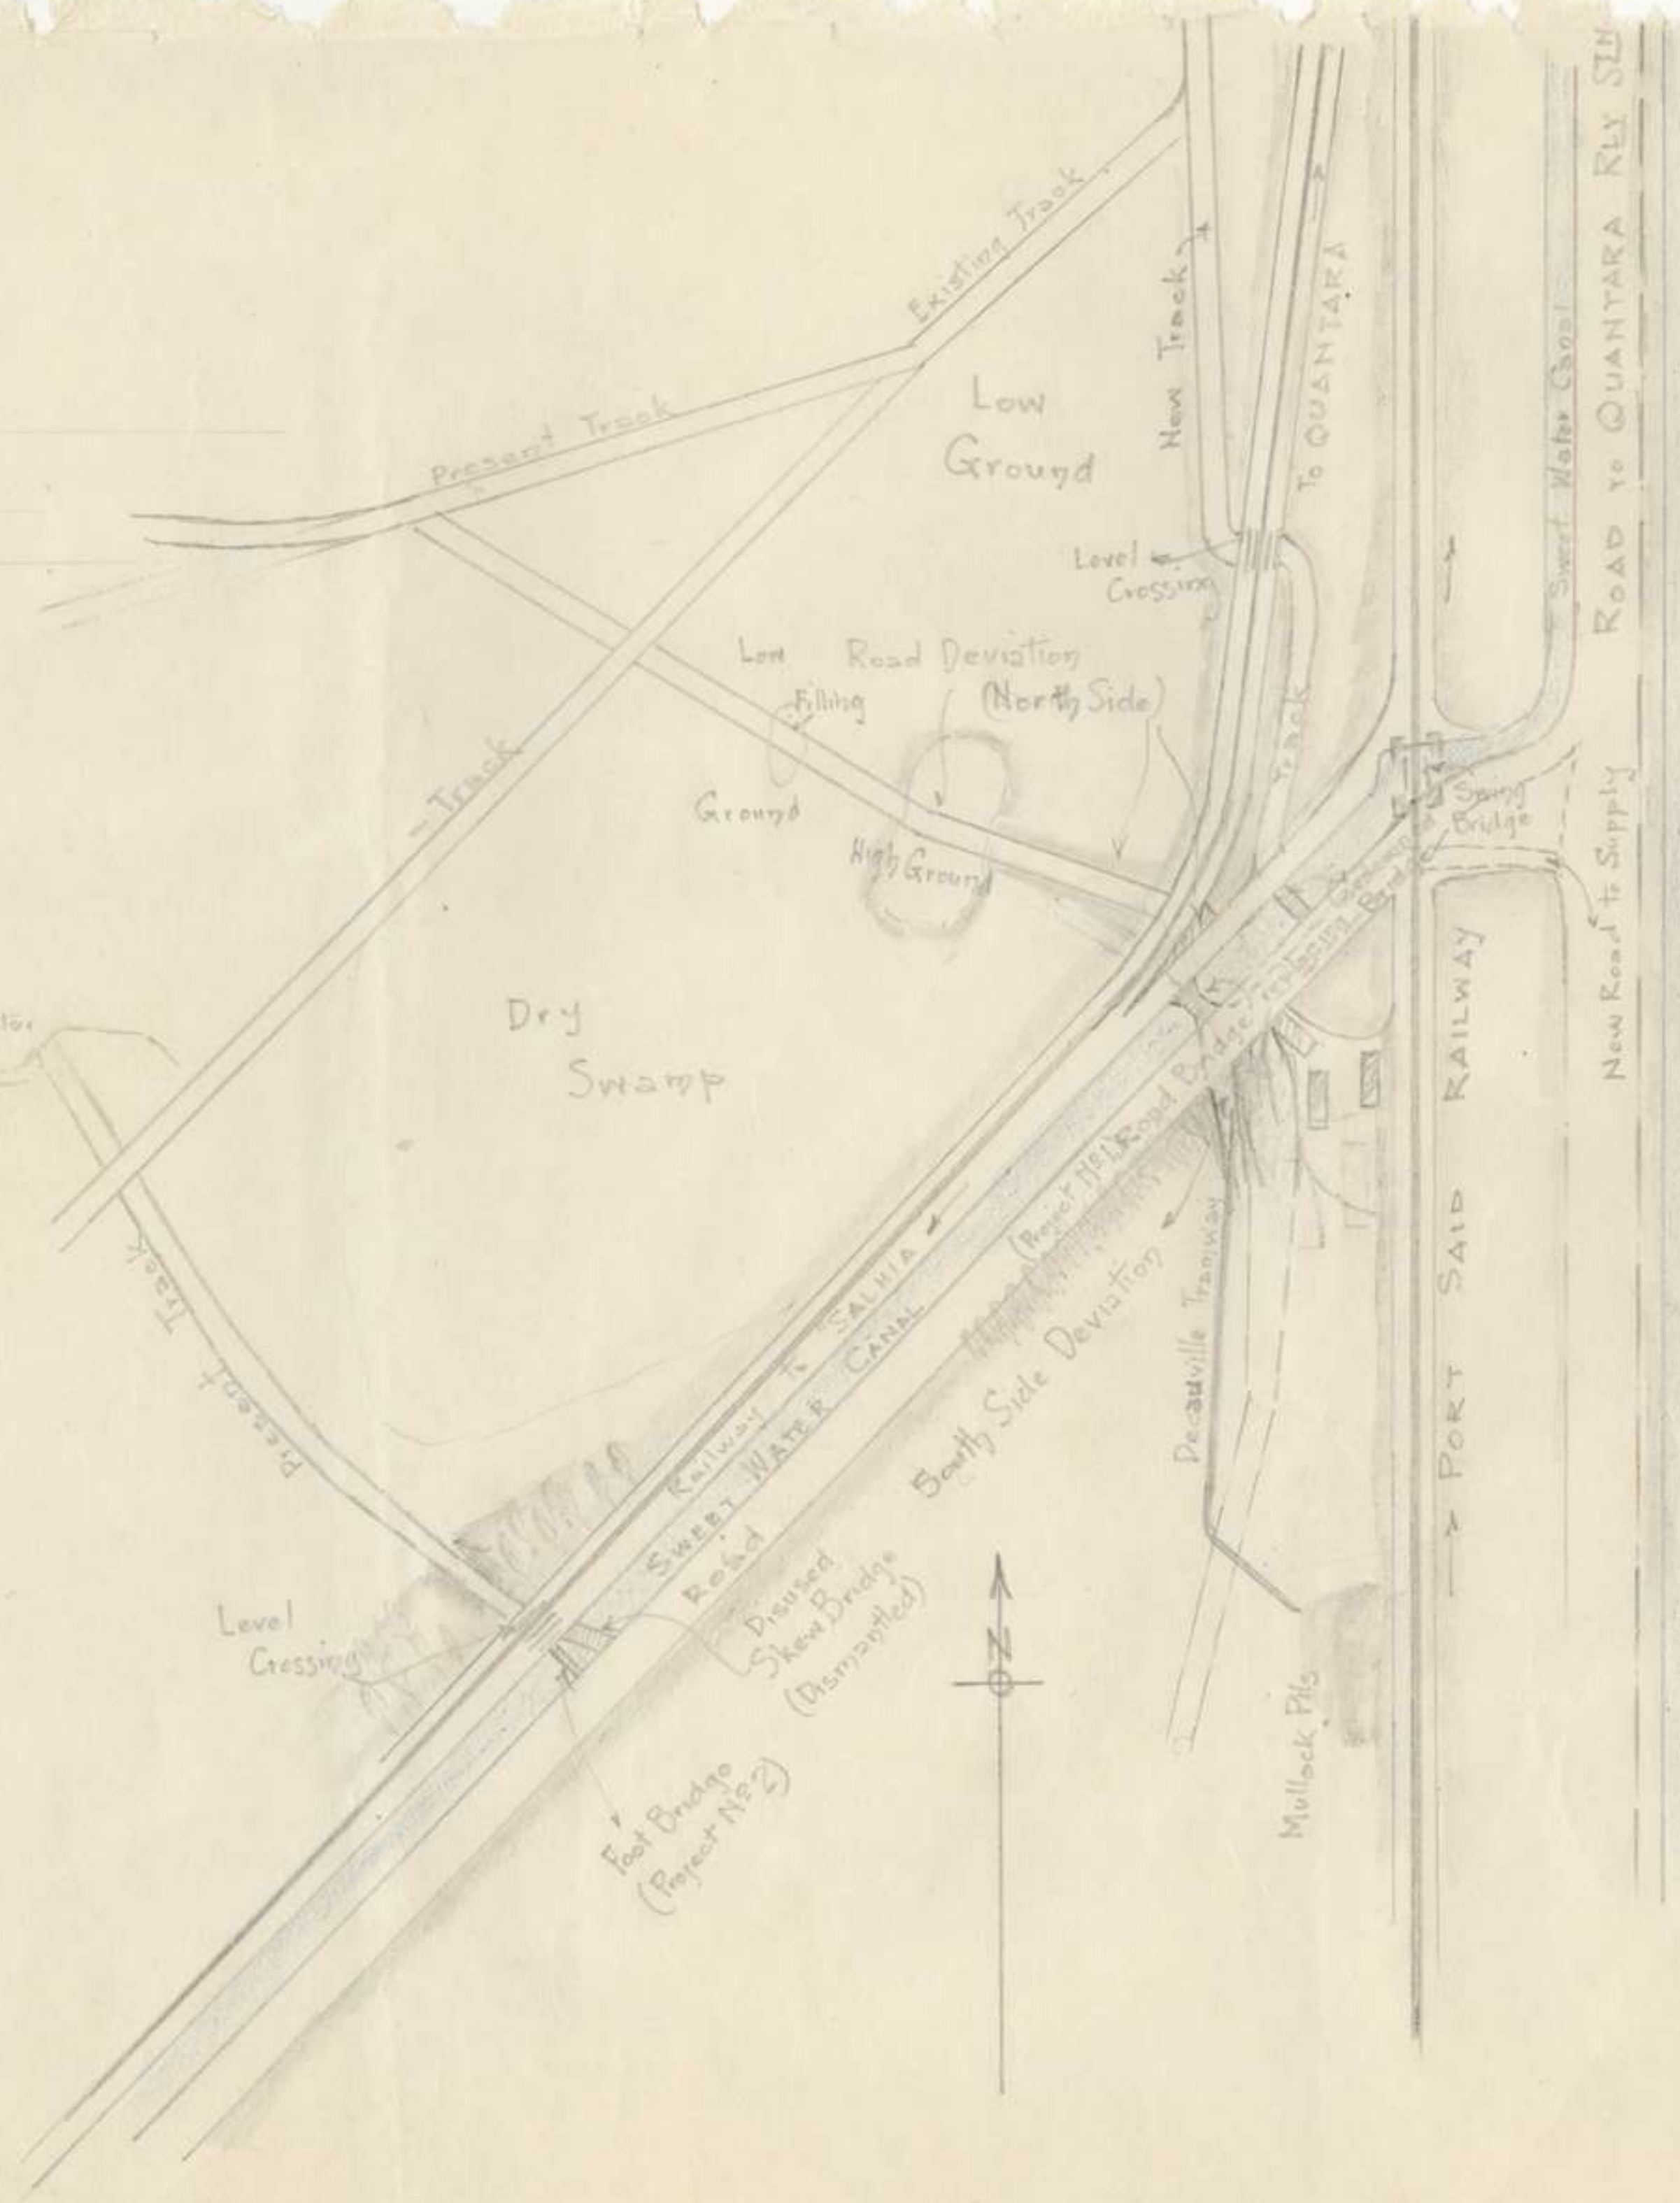 ROAD TO QUANTARA RLY STN
Existing Track
New Track
To QUANTARA
Sweet Water Canal
Low
Ground
Present Track
Level
Crossing
Low
Filling
Ground
Road Deviation
(North Side)
Track
Track
High Ground
Swing
Bridge
New Road to Supply
Dry
Swamp
(Project No1) Road Bridge
PORT SAID RAILWAY
Railway To SALHIA
SWEET WATER CANAL
Road
South Side Deviation
Decauville Tramway
Present Track
Level
Crossing
Disused
Skew Bridge
(Dismantled)
Foot Bridge
(Project No 2)
Mullock Pits
N